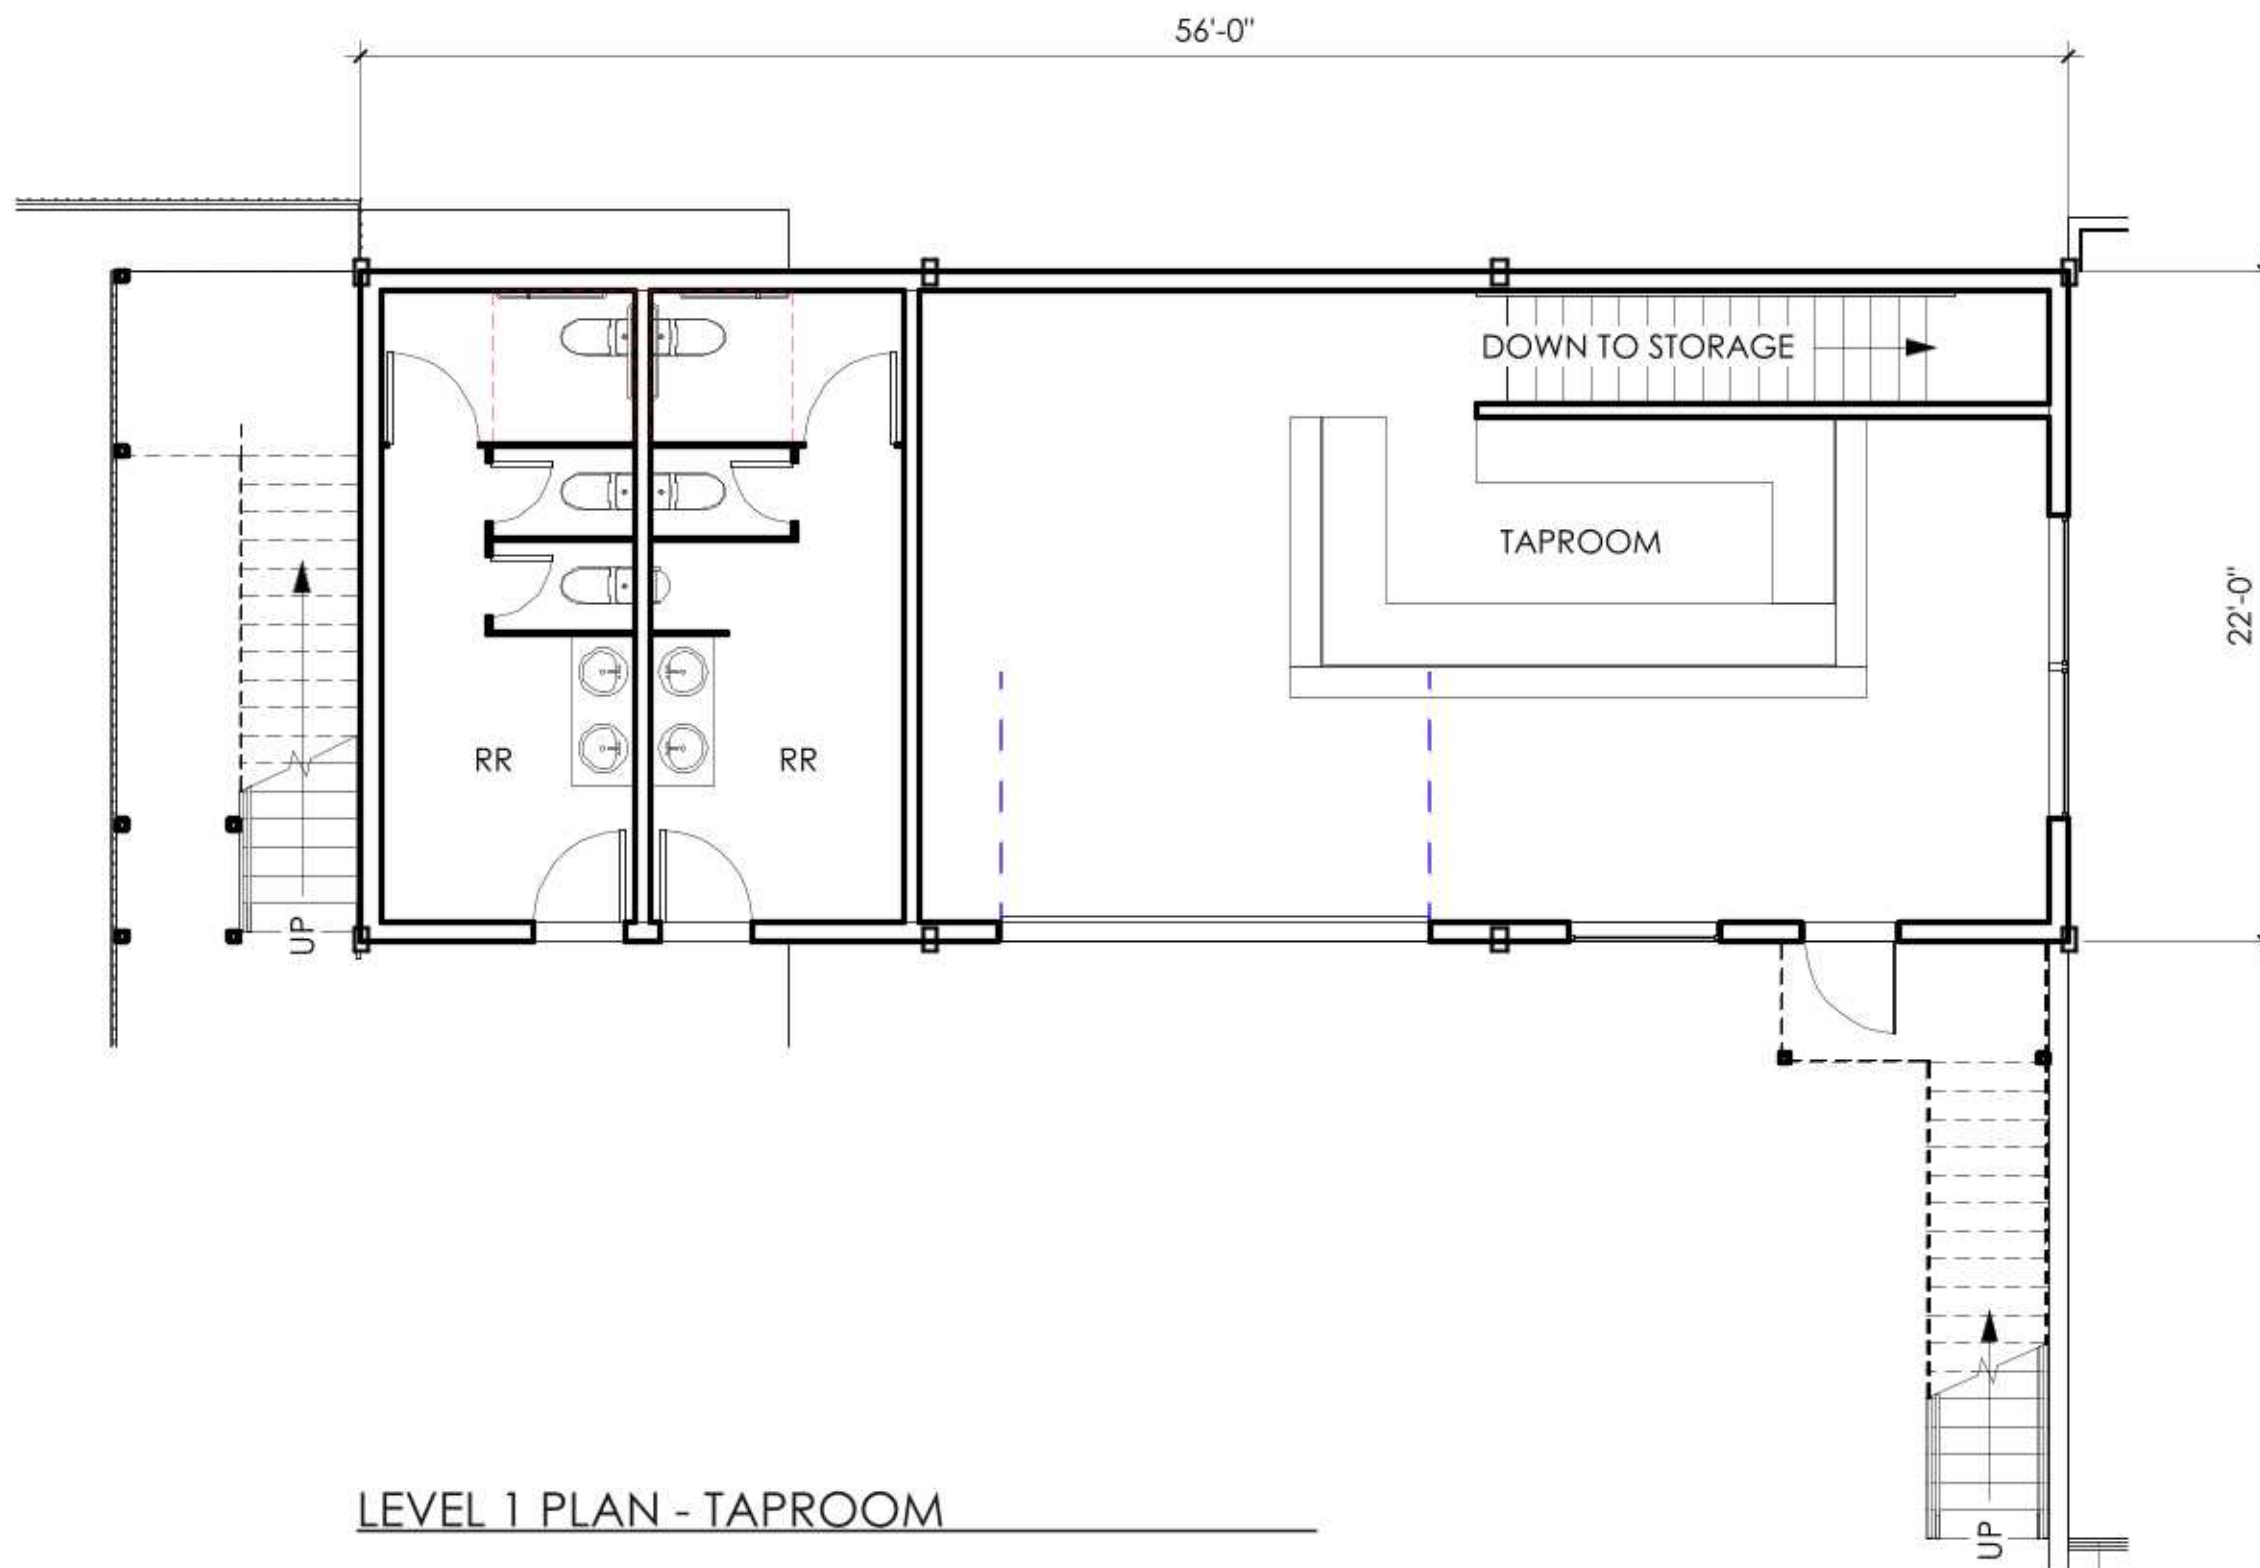 56'-0"
DOWN TO STORAGE
TAPROOM
22'-0"
RR
RR
UP
LEVEL 1 PLAN - TAPROOM
UP